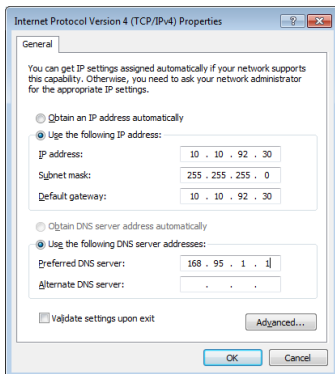 Internet Protocol Version 4 (TCP/IPv4) Properties
General
You can get IP settings assigned automatically if your network supports
this capability. Otherwise, you need to ask your network administrator
for the appropriate IP settings.
Obtain an IP address automatically
Use the following IP address:
IP address: 10 . 10 . 92 . 30
Subnet mask: 255 . 255 . 255 . 0
Default gateway: 10 . 10 . 92 . 30
Obtain DNS server address automatically
Use the following DNS server addresses:
Preferred DNS server: 168 . 95 . 1 . 1
Alternate DNS server: . . .
Validate settings upon exit
Advanced...
OK Cancel